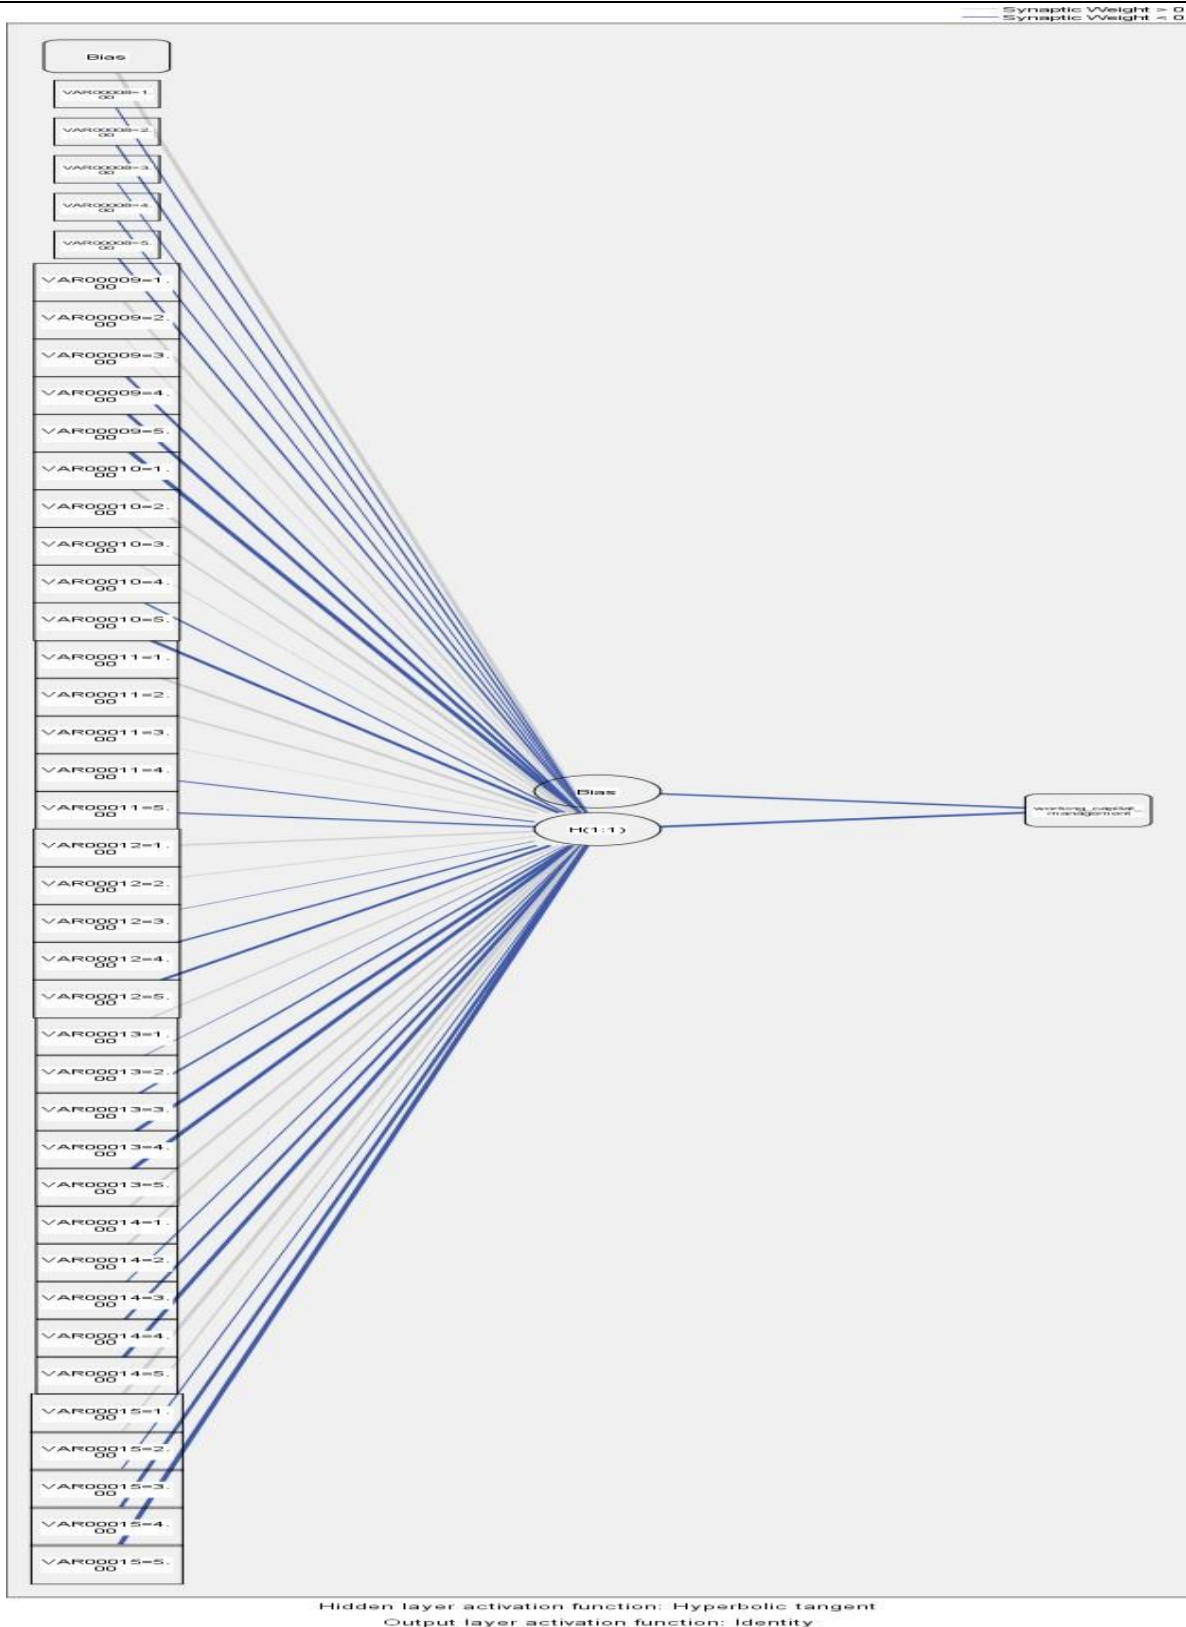 Synaptic Weight > 0
Synaptic Weight < 0
Bias
VAR00008=1.
00
VAR00008=2.
00
VAR00008=3.
00
VAR00008=4.
00
VAR00008=5.
00
VAR00009=1.
00
VAR00009=2.
00
VAR00009=3.
00
VAR00009=4.
00
VAR00009=5.
00
VAR00010=1.
00
VAR00010=2.
00
VAR00010=3.
00
VAR00010=4.
00
VAR00010=5.
00
VAR00011=1.
00
VAR00011=2.
00
VAR00011=3.
00
VAR00011=4.
00
VAR00011=5.
00
VAR00012=1.
00
VAR00012=2.
00
VAR00012=3.
00
VAR00012=4.
00
VAR00012=5.
00
VAR00013=1.
00
VAR00013=2.
00
VAR00013=3.
00
VAR00013=4.
00
VAR00013=5.
00
VAR00014=1.
00
VAR00014=2.
00
VAR00014=3.
00
VAR00014=4.
00
VAR00014=5.
00
VAR00015=1.
00
VAR00015=2.
00
VAR00015=3.
00
VAR00015=4.
00
VAR00015=5.
00
Bias
H(1:1)
working_capital_
management
Hidden layer activation function: Hyperbolic tangent
Output layer activation function: Identity